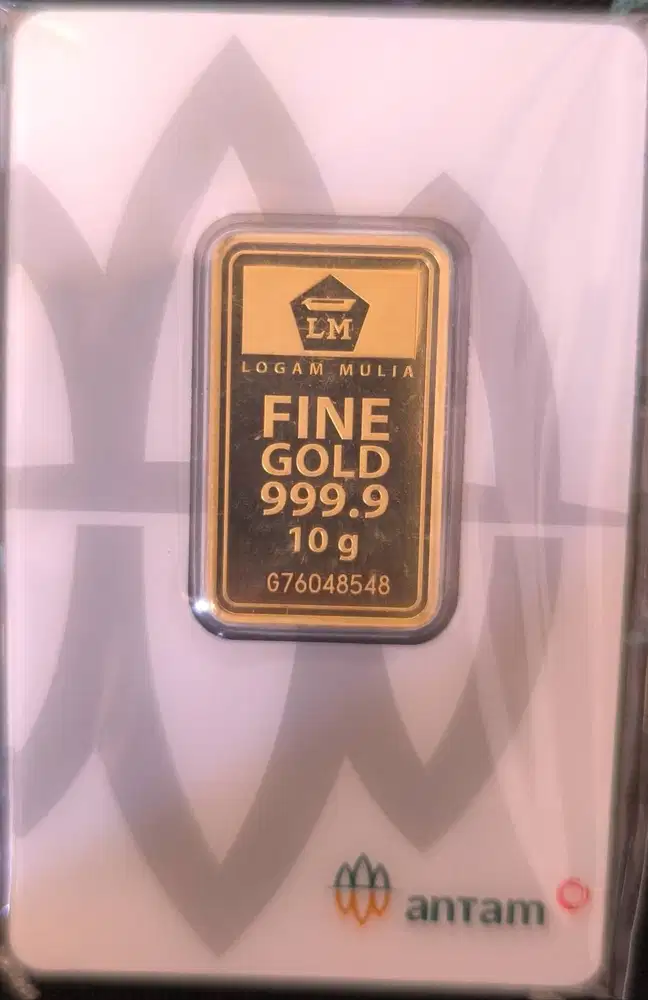 LM
LOGAM MULIA
FINE
GOLD
999.9
10 g
G76048548
antam